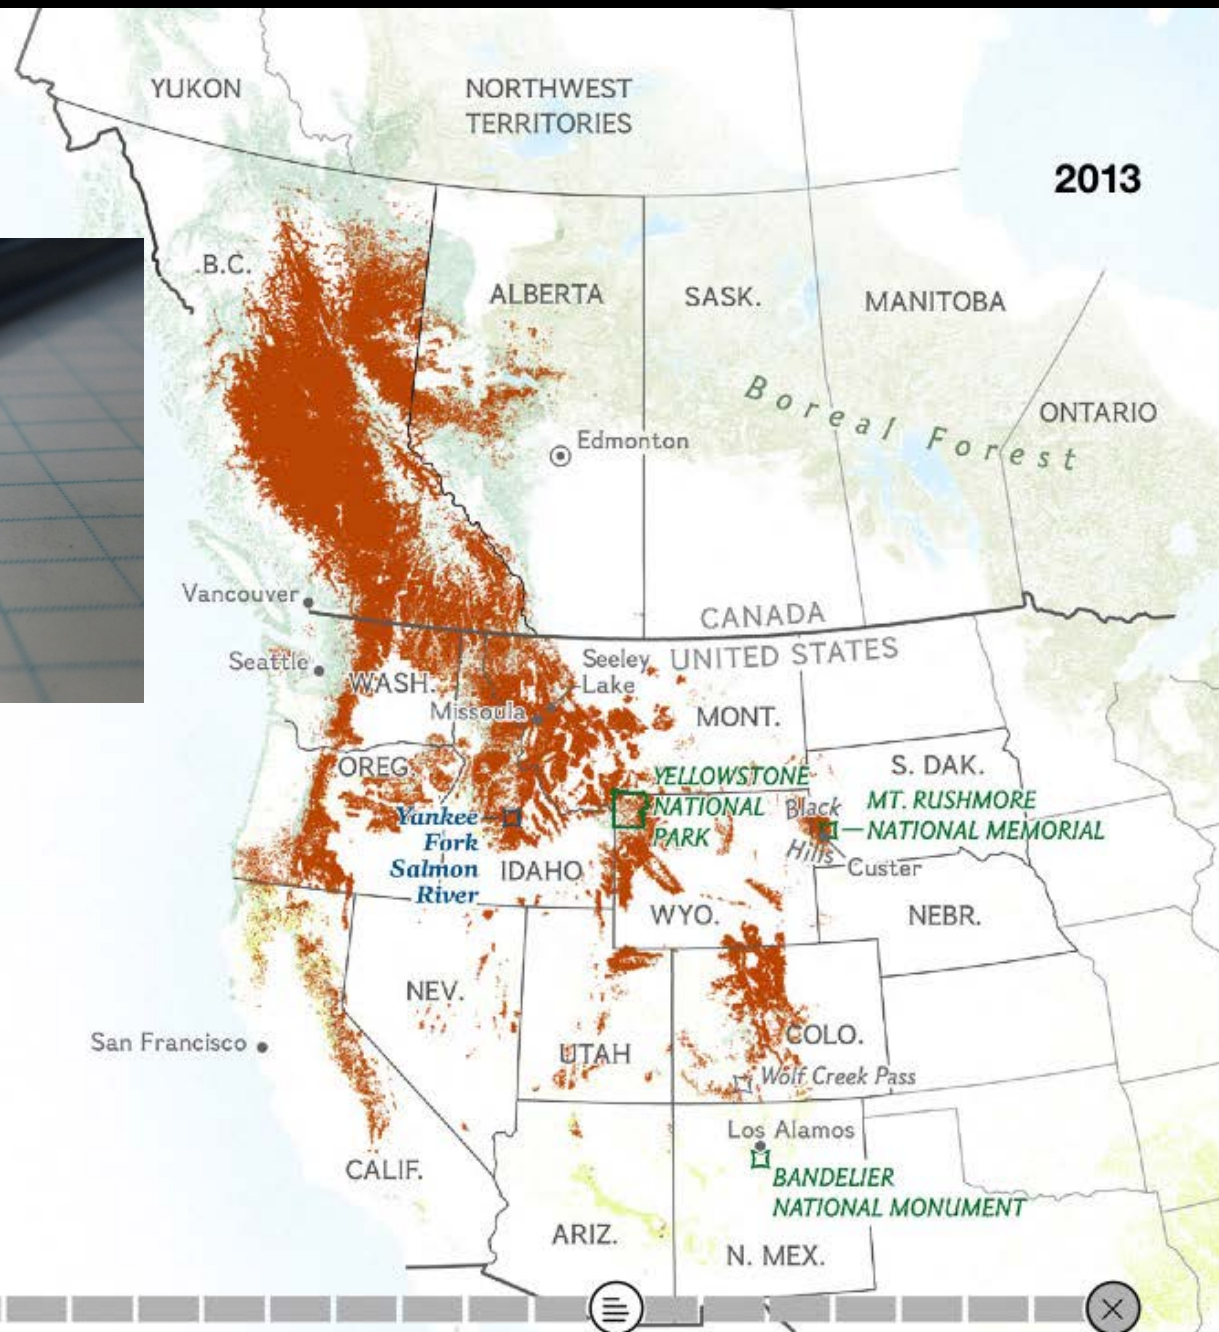 YUKON
NORTHWEST
TERRITORIES
2013
B.C.
ALBERTA
SASK.
MANITOBA
Boreal Forest
ONTARIO
Edmonton
Vancouver
CANADA
UNITED STATES
Seattle
WASH.
Seeley
Lake
Missoula
MONT.
OREG.
S. DAK.
YELLOWSTONE
NATIONAL
PARK
Black
Hills
MT. RUSHMORE
NATIONAL MEMORIAL
Custer
Yankee
Fork
Salmon
River
IDAHO
WYO.
NEBR.
NEV.
San Francisco
UTAH
COLO.
Wolf Creek Pass
Los Alamos
BANDELIER
NATIONAL MONUMENT
CALIF.
ARIZ.
N. MEX.